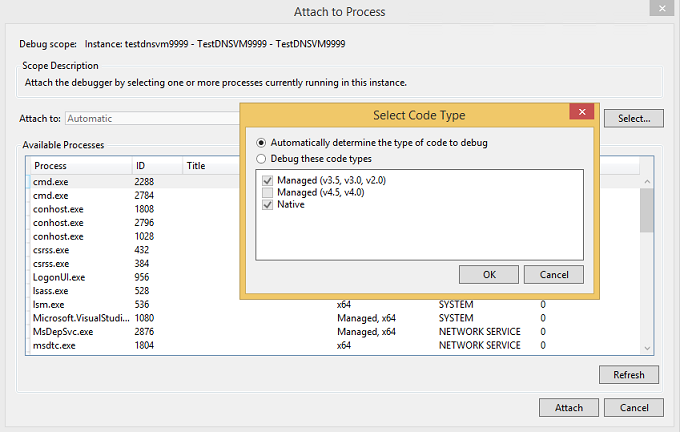 Attach to Process
Debug scope: Instance: testdnsvm9999 - TestDNSVM9999 - TestDNSVM9999
Scope Description
Attach the debugger by selecting one or more processes currently running in this instance.
Attach to: Automatic Select...
Select Code Type
Automatically determine the type of code to debug
Debug these code types
Managed (v3.5, v3.0, v2.0)
Managed (v4.5, v4.0)
Native
OK Cancel
Available Processes
Process ID Title
cmd.exe 2288
cmd.exe 2784
conhost.exe 1808
conhost.exe 2796
conhost.exe 1028
csrss.exe 432
csrss.exe 384
LogonUI.exe 956
lsass.exe 528
lsm.exe 536 x64 SYSTEM 0
Microsoft.VisualStudi... 1080 Managed, x64 SYSTEM 0
MsDepSvc.exe 2876 Managed, x64 NETWORK SERVICE 0
msdtc.exe 1804 x64 NETWORK SERVICE 0
Refresh
Attach Cancel